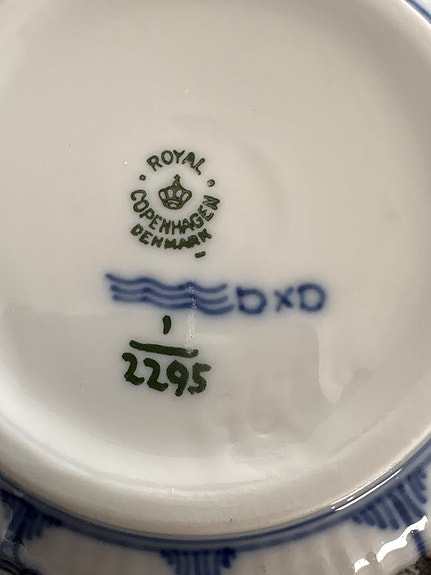 ROYAL
COPENHAGEN
DENMARK
DXD
1
2295